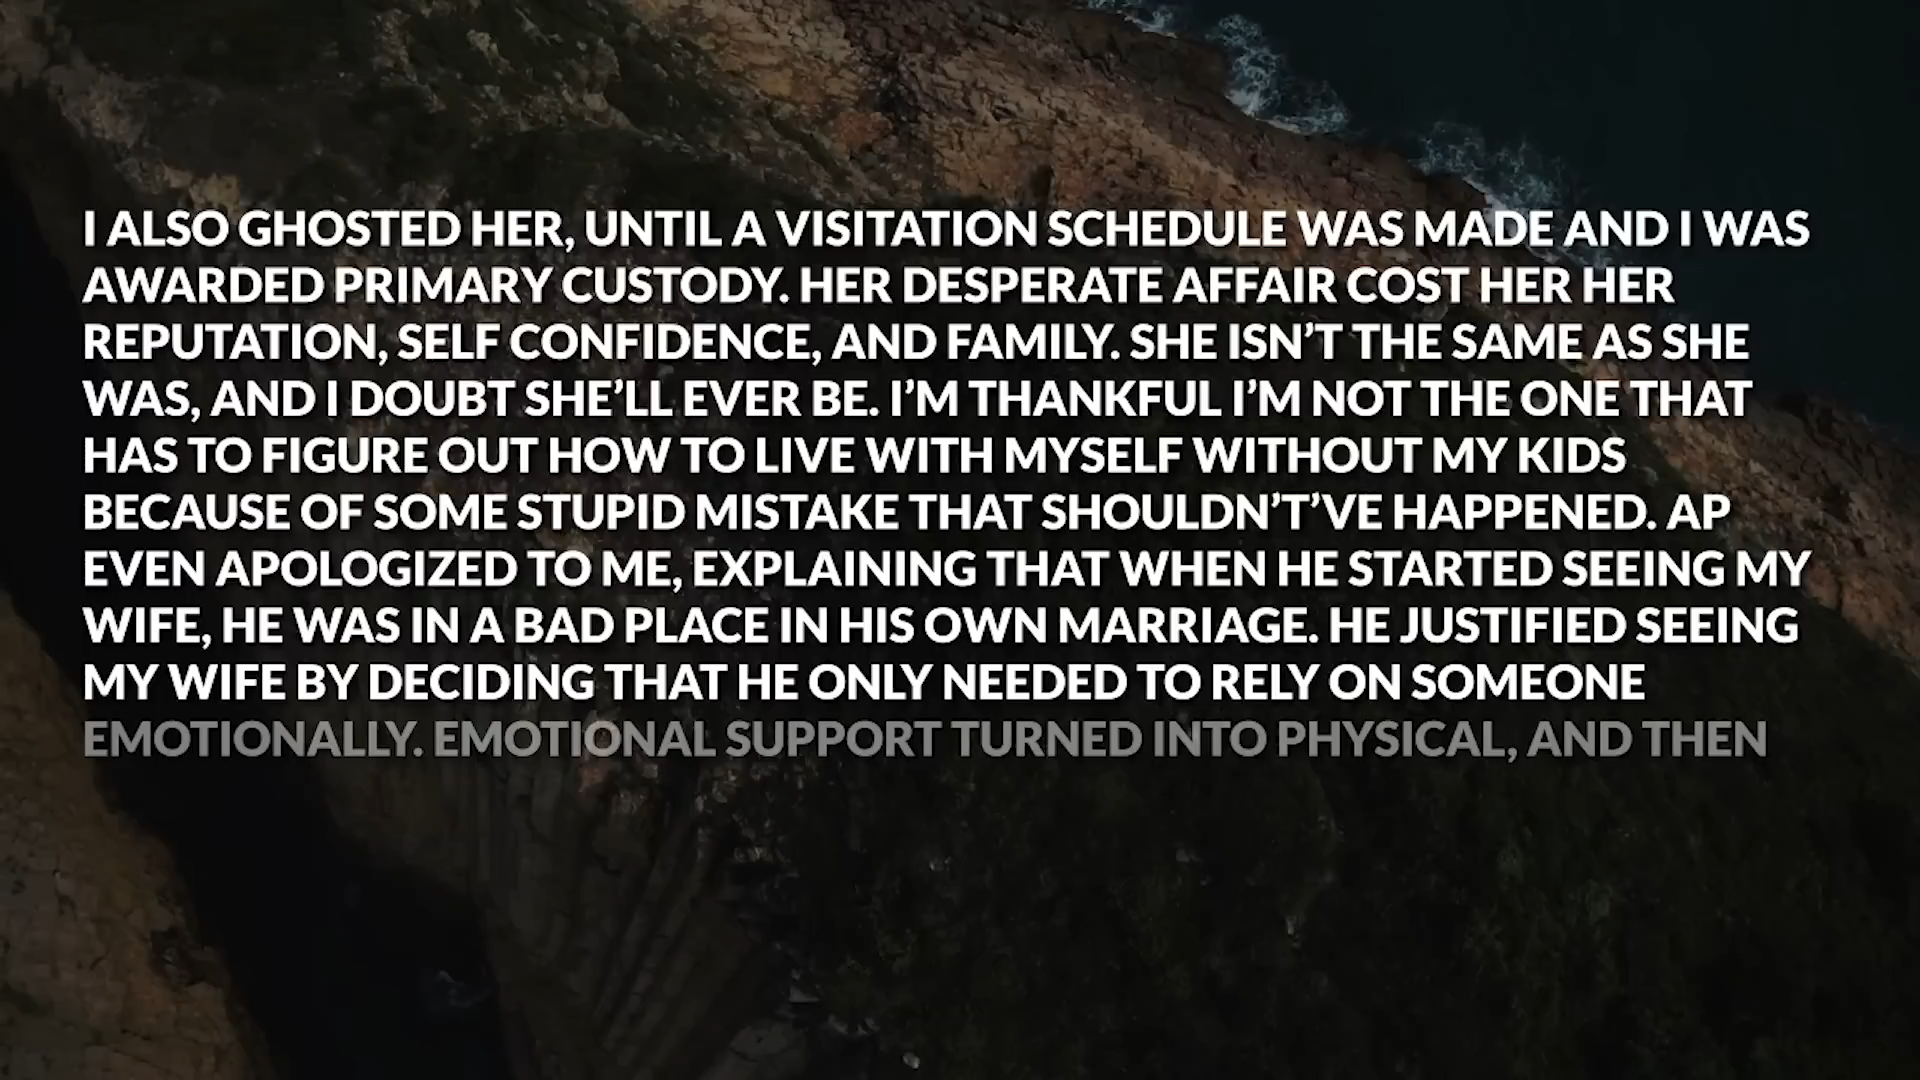 I ALSO GHOSTED HER, UNTIL A VISITATION SCHEDULE WAS MADE AND I WAS
AWARDED PRIMARY CUSTODY. HER DESPERATE AFFAIR COST HER HER
REPUTATION, SELF CONFIDENCE, AND FAMILY. SHE ISN’T THE SAME AS SHE
WAS, AND I DOUBT SHE’LL EVER BE. I’M THANKFUL I’M NOT THE ONE THAT
HAS TO FIGURE OUT HOW TO LIVE WITH MYSELF WITHOUT MY KIDS
BECAUSE OF SOME STUPID MISTAKE THAT SHOULDN’T’VE HAPPENED. AP
EVEN APOLOGIZED TO ME, EXPLAINING THAT WHEN HE STARTED SEEING MY
WIFE, HE WAS IN A BAD PLACE IN HIS OWN MARRIAGE. HE JUSTIFIED SEEING
MY WIFE BY DECIDING THAT HE ONLY NEEDED TO RELY ON SOMEONE
EMOTIONALLY. EMOTIONAL SUPPORT TURNED INTO PHYSICAL, AND THEN